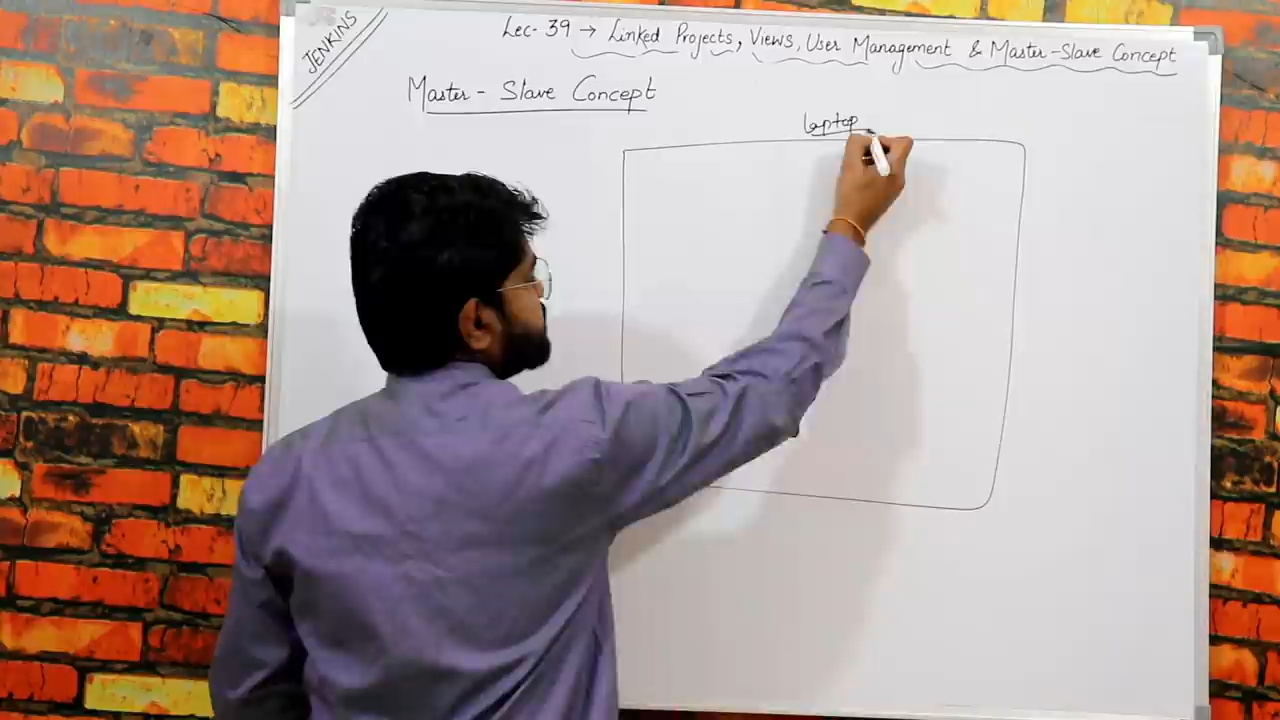 JENKINS
Lec-39 → Linked Projects, Views, User Management & Master-Slave Concept
Master - Slave Concept
laptop